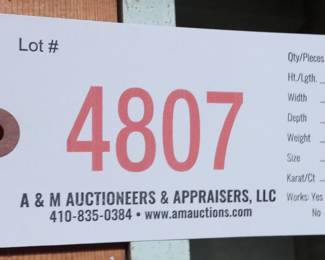 Lot #
4807
A & M AUCTIONEERS & APPRAISERS, LLC
410-835-0384 • www.amauctions.com
Qty/Pieces
Ht./Lgth.
Width
Depth
Weight
Size
Karat/Ct
Works: Yes
No